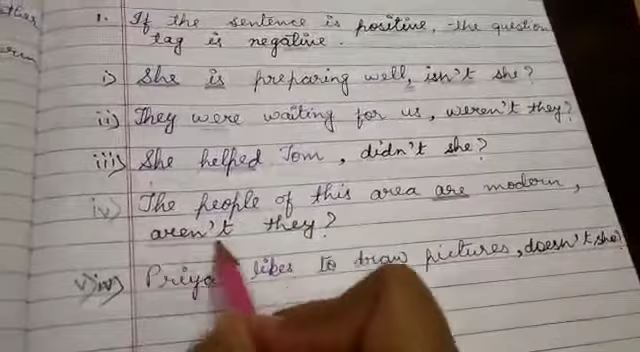 1. If the sentence is positive, the question
tag is negative.
i) She is preparing well, isn't she?
ii) They were waiting for us, weren't they?
iii) She helped Tom, didn't she?
iv) The people of this area are modern,
aren't they?
v) Priya likes to draw pictures, doesn't she?